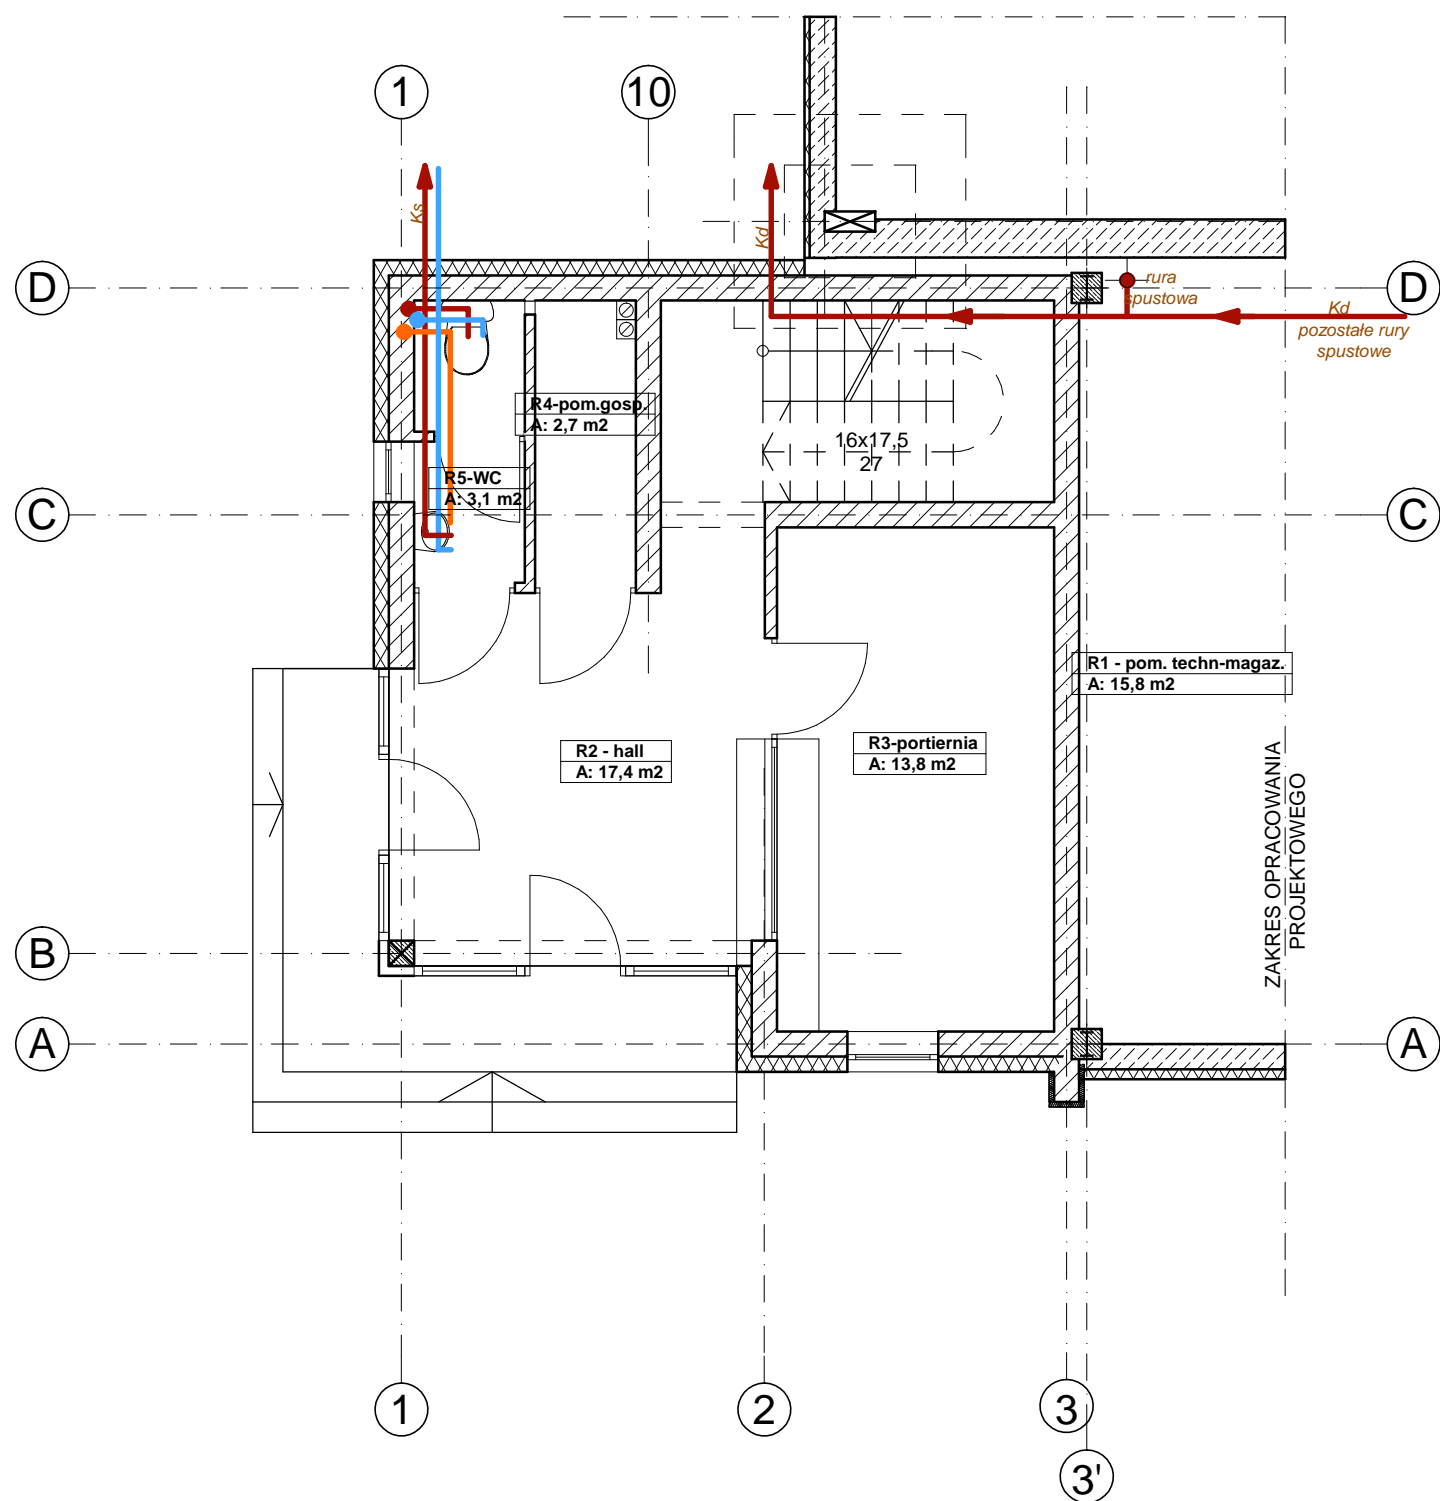 1
10
Ks
Kd
D
rura
spustowa
D
Kd
pozostałe rury
spustowe
R4-pom.gosp.
A: 2,7 m2
16x17,5
27
R5-WC
A: 3,1 m2
C
C
R1 - pom. techn-magaz.
A: 15,8 m2
R2 - hall
A: 17,4 m2
R3-portiernia
A: 13,8 m2
ZAKRES OPRACOWANIA
PROJEKTOWEGO
B
A
A
1
2
3
3'